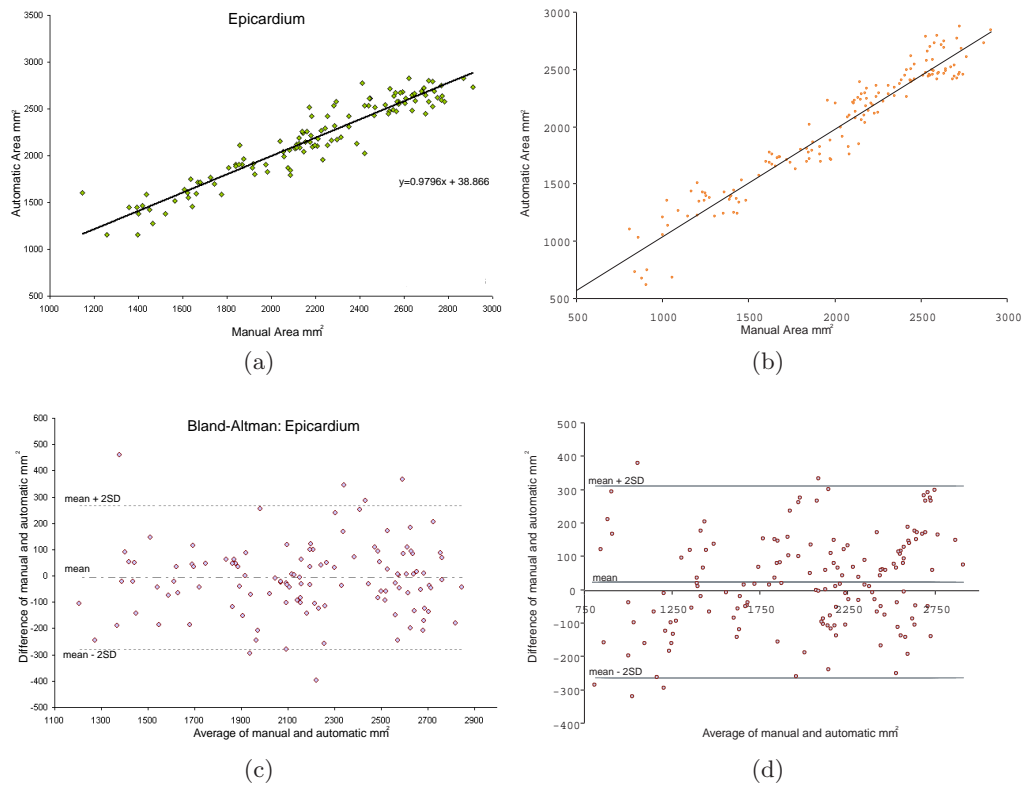 Epicardium
3500
3000
2500
2000
1500
1000
500
Automatic Area mm²
y=0.9796x + 38.866
1000 1200 1400 1600 1800 2000 2200 2400 2600 2800 3000
Manual Area mm²
(a)
3000
2500
2000
1500
1000
500
Automatic Area mm²
500 1000 1500 2000 2500 3000
Manual Area mm²
(b)
Bland-Altman: Epicardium
600
500
400
300
200
100
0
-100
-200
-300
-400
-500
Difference of manual and automatic mm²
mean + 2SD
mean
mean - 2SD
1100 1300 1500 1700 1900 2100 2300 2500 2700 2900
Average of manual and automatic mm²
(c)
500
400
300
200
100
0
-100
-200
-300
-400
Difference of manual and automatic mm²
mean + 2SD
mean
750 1250 1750 2250 2750
mean - 2SD
Average of manual and automatic mm²
(d)